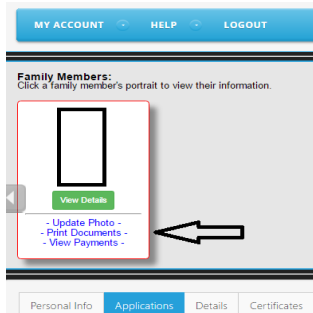 MY ACCOUNT HELP LOGOUT
Family Members:
Click a family member's portrait to view their information.
View Details
- Update Photo -
- Print Documents -
- View Payments -
Personal Info Applications Details Certificates